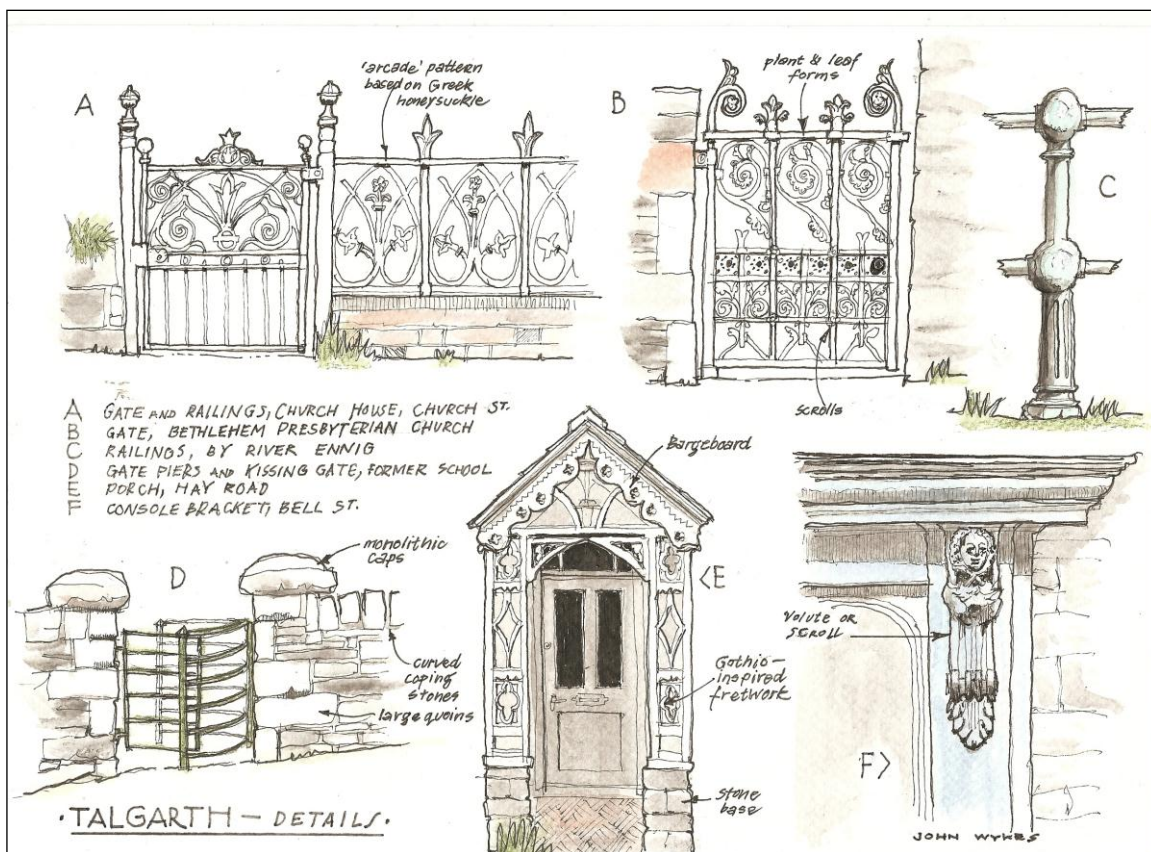 A
'arcade' pattern
based on Greek
honeysuckle
B
plant & leaf
forms
C
scrolls
A GATE AND RAILINGS, CHURCH HOUSE, CHURCH ST.
B GATE, BETHLEHEM PRESBYTERIAN CHURCH
C RAILINGS, BY RIVER ENNIG
D GATE PIERS AND KISSING GATE, FORMER SCHOOL
E PORCH, HAY ROAD
F CONSOLE BRACKET, BELL ST.
D
monolithic
caps
curved
coping
stones
large quoins
Bargeboard
<E
Gothic-
inspired
fretwork
stone
base
VOLUTE OR
SCROLL
F>
·TALGARTH - DETAILS·
JOHN WYKES